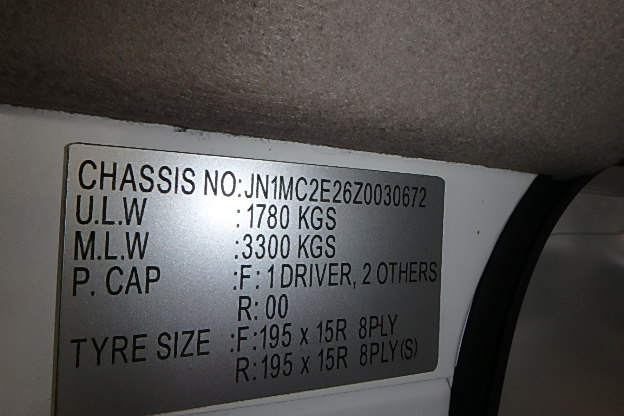 CHASSIS NO:JN1MC2E26Z0030672
U.L.W :1780 KGS
M.L.W :3300 KGS
P. CAP :F: 1 DRIVER, 2 OTHERS
R: 00
TYRE SIZE :F:195 x 15R 8PLY
R:195 x 15R 8PLY(S)